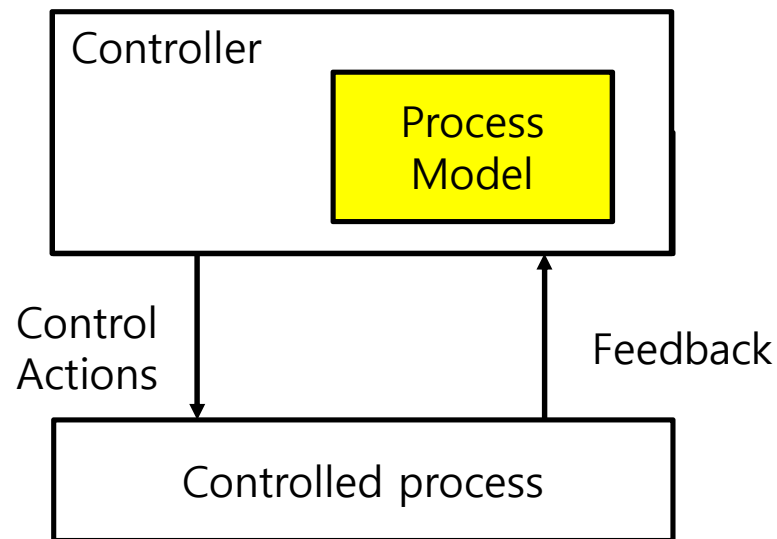 Controller
Process
Model
Control
Actions
Feedback
Controlled process